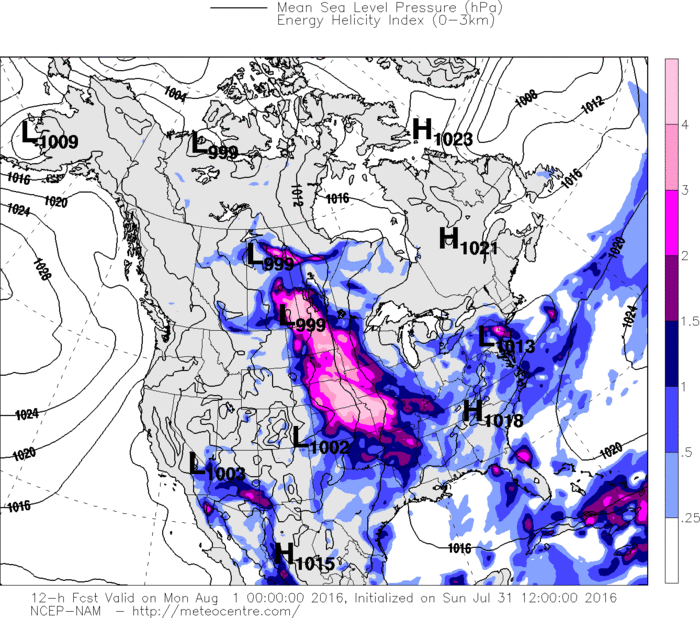 Mean Sea Level Pressure (hPa)
Energy Helicity Index (0-3km)
1004
1008
1012
L1009
L999
H1023
1016
1024
1020
1012
1016
1016
H1021
L999
1020
1028
4
3
2
1.5
1
.5
.25
L999
L1013
1024
1024
H1018
L1002
1020
1020
L1003
1016
1016
H1015
12-h Fcst Valid on Mon Aug 1 00:00:00 2016, Initialized on Sun Jul 31 12:00:00 2016
NCEP-NAM - http://meteocentre.com/